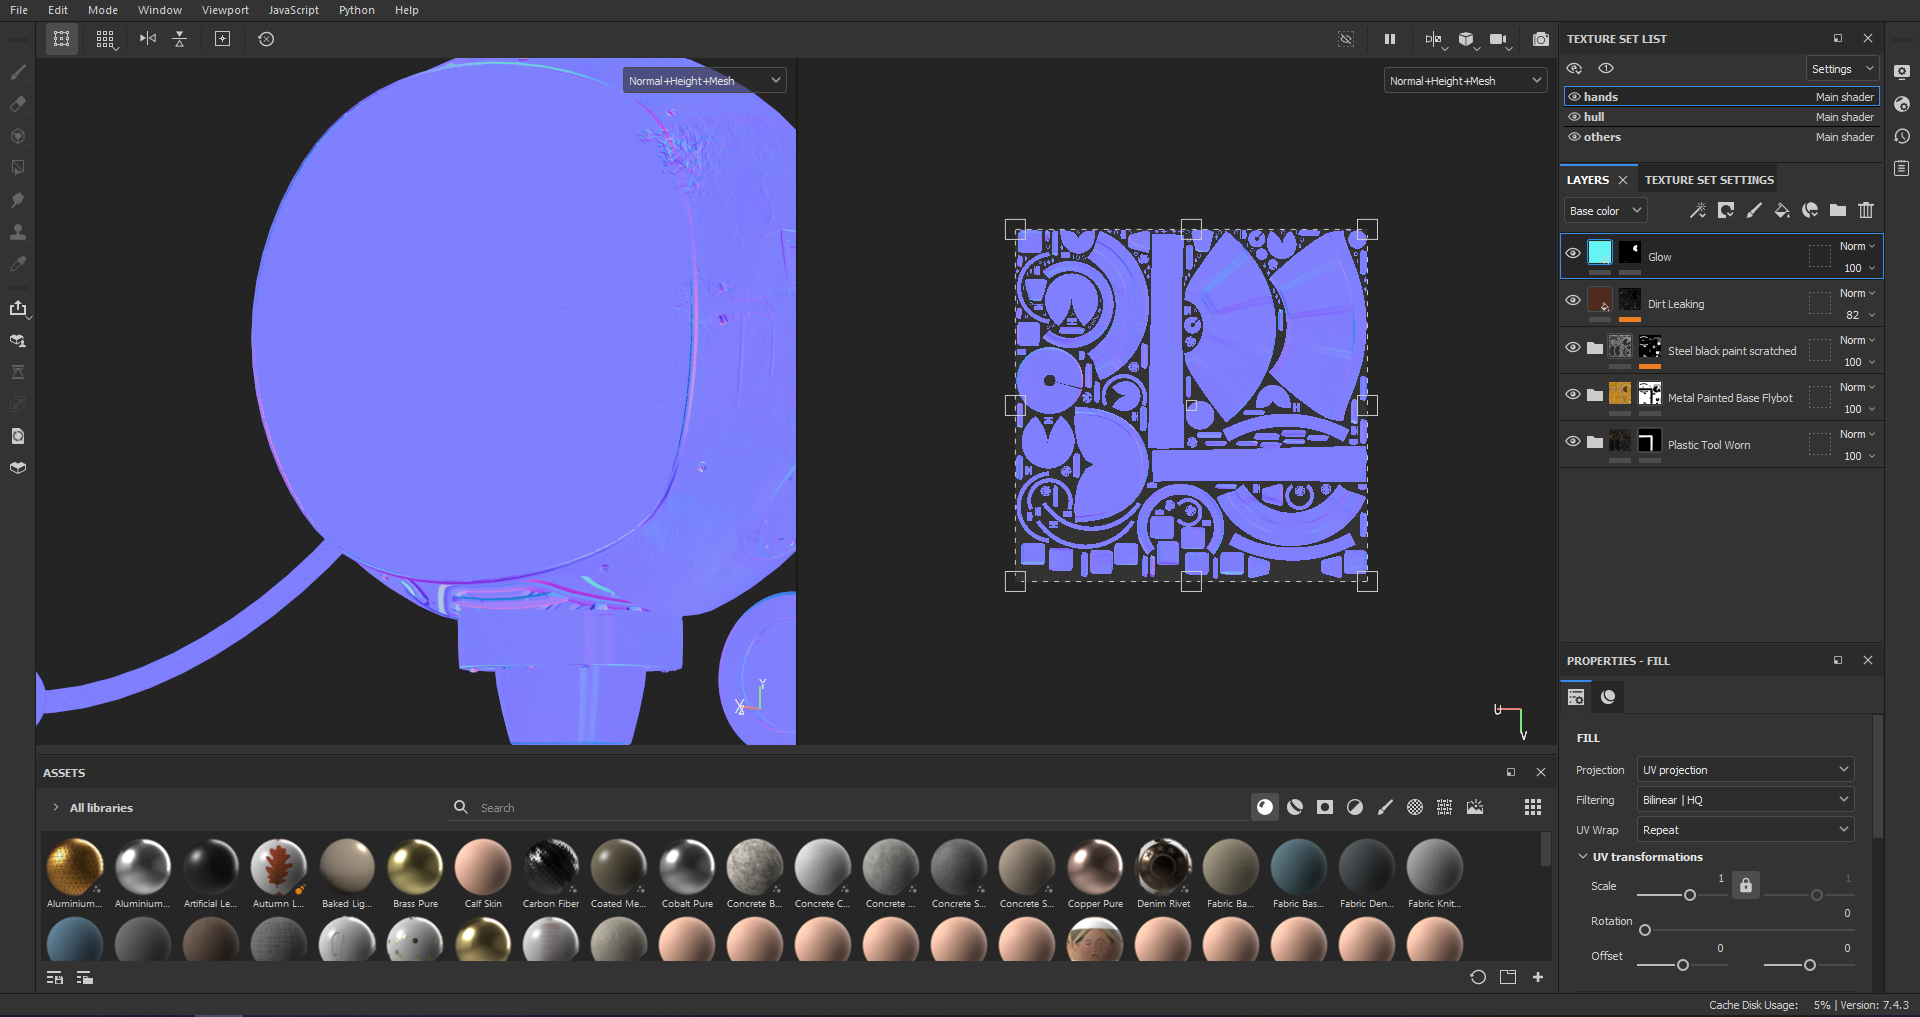 File Edit Mode Window Viewport JavaScript Python Help
Normal+Height+Mesh
Normal+Height+Mesh
X
Z
Y
U
V
TEXTURE SET LIST
Settings
hands Main shader
hull Main shader
others Main shader
LAYERS TEXTURE SET SETTINGS
Base color
Glow Norm 100
Dirt Leaking Norm 82
Steel black paint scratched Norm 100
Metal Painted Base Flybot Norm 100
Plastic Tool Worn Norm 100
PROPERTIES - FILL
FILL
Projection UV projection
Filtering Bilinear | HQ
UV Wrap Repeat
UV transformations
Scale 1 1
Rotation 0
Offset 0 0
ASSETS
All libraries
Search
Aluminium... Aluminium... Artificial Le... Autumn L... Baked Lig... Brass Pure Calf Skin Carbon Fiber Coated Me... Cobalt Pure Concrete B... Concrete C... Concrete ... Concrete S... Concrete S... Copper Pure Denim Rivet Fabric Ba... Fabric Bas... Fabric Den... Fabric Knit...
Cache Disk Usage: 5% | Version: 7.4.3